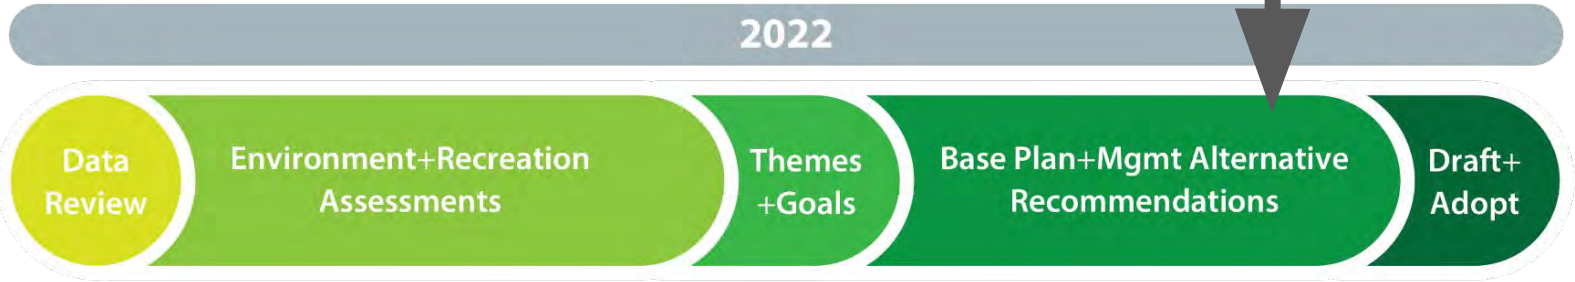 2022
Data
Review
Environment+Recreation
Assessments
Themes
+Goals
Base Plan+Mgmt Alternative
Recommendations
Draft+
Adopt